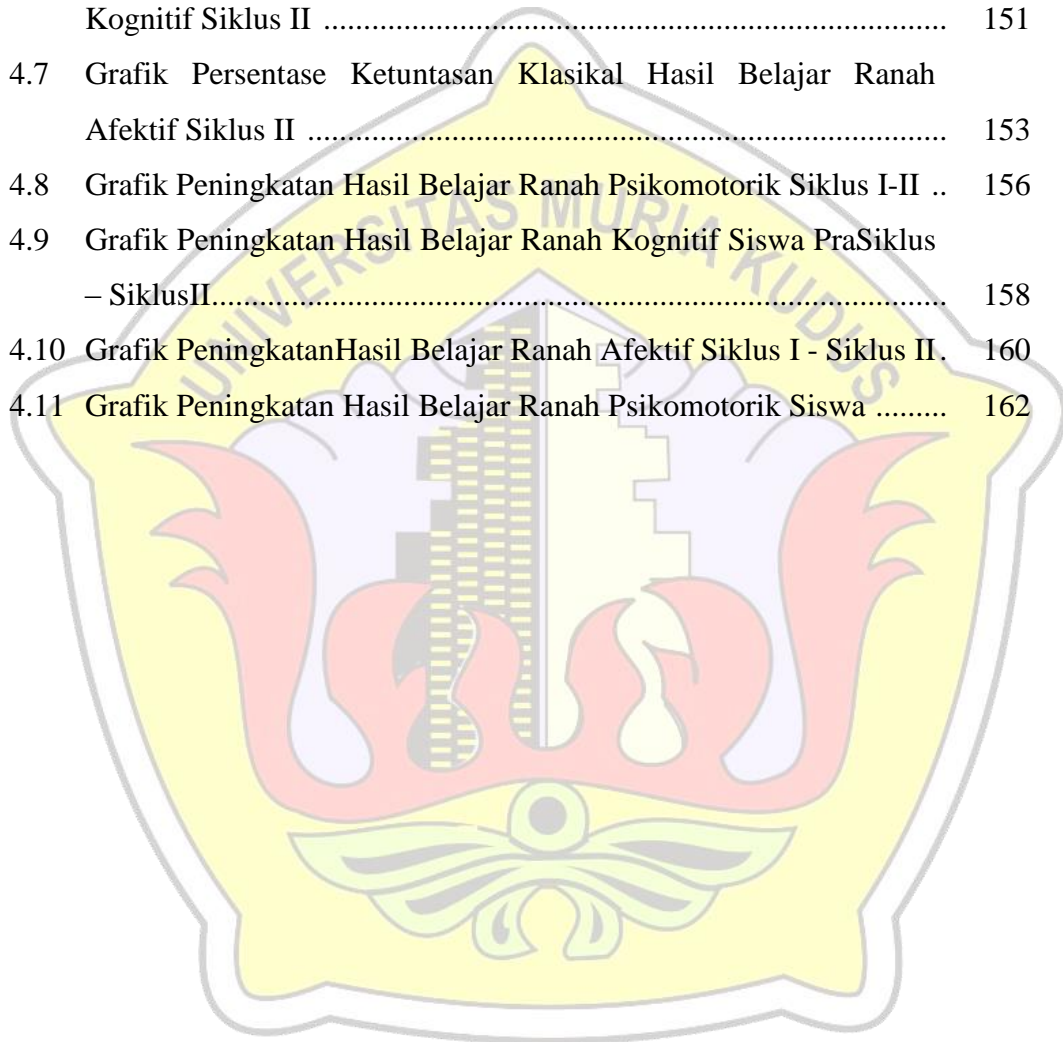 Kognitif Siklus II ........................................................................... 151
4.7 Grafik Persentase Ketuntasan Klasikal Hasil Belajar Ranah
Afektif Siklus II ............................................................................. 153
4.8 Grafik Peningkatan Hasil Belajar Ranah Psikomotorik Siklus I-II .. 156
4.9 Grafik Peningkatan Hasil Belajar Ranah Kognitif Siswa PraSiklus
– SiklusII........................................................................................ 158
4.10 Grafik PeningkatanHasil Belajar Ranah Afektif Siklus I - Siklus II. 160
4.11 Grafik Peningkatan Hasil Belajar Ranah Psikomotorik Siswa ......... 162
UNIVERSITAS MURIA KUDUS